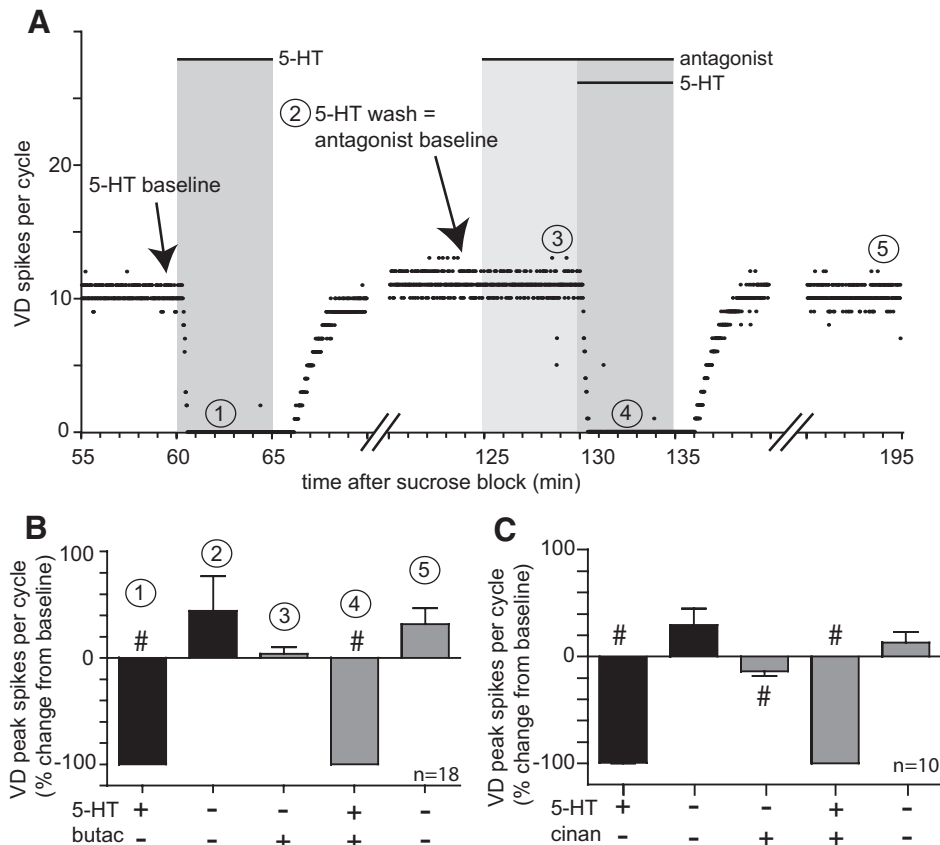 A
5-HT
antagonist
5-HT
② 5-HT wash =
antagonist baseline
5-HT baseline
20
10
0
VD spikes per cycle
① ③ ④ ⑤
55 60 65 125 130 135 195
time after sucrose block (min)
B
VD peak spikes per cycle
(% change from baseline)
100
0
-100
① ② ③ ④ ⑤
# #
n=18
5-HT + - - + -
butac - - + + -
C
VD peak spikes per cycle
(% change from baseline)
100
0
-100
# # #
n=10
5-HT + - - + -
cinan - - + + -